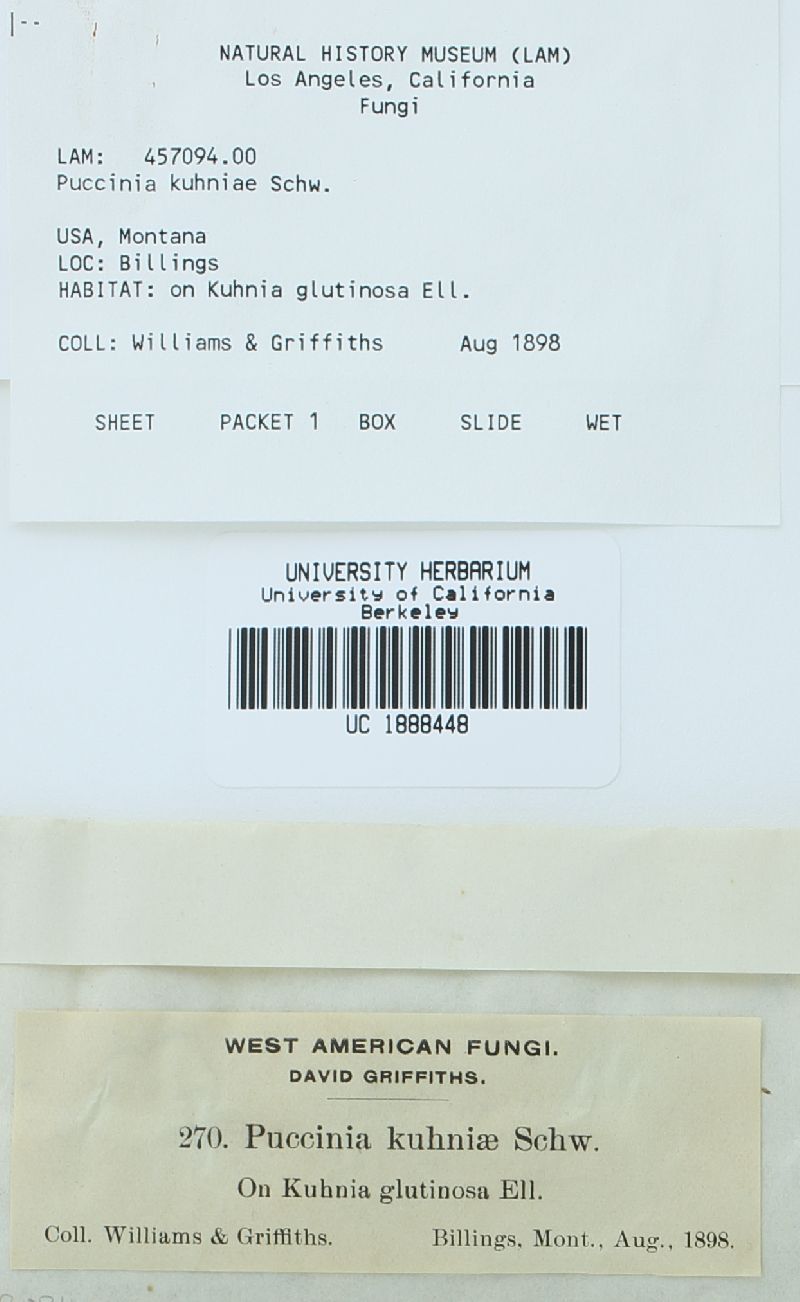 NATURAL HISTORY MUSEUM (LAM)
Los Angeles, California
Fungi
LAM: 457094.00
Puccinia kuhniae Schw.
USA, Montana
LOC: Billings
HABITAT: on Kuhnia glutinosa Ell.
COLL: Williams & Griffiths Aug 1898
SHEET PACKET 1 BOX SLIDE WET
UNIVERSITY HERBARIUM
University of California
Berkeley
UC 1888448
WEST AMERICAN FUNGI.
DAVID GRIFFITHS.
270. Puccinia kuhniæ Schw.
On Kuhnia glutinosa Ell.
Coll. Williams & Griffiths. Billings, Mont., Aug., 1898.